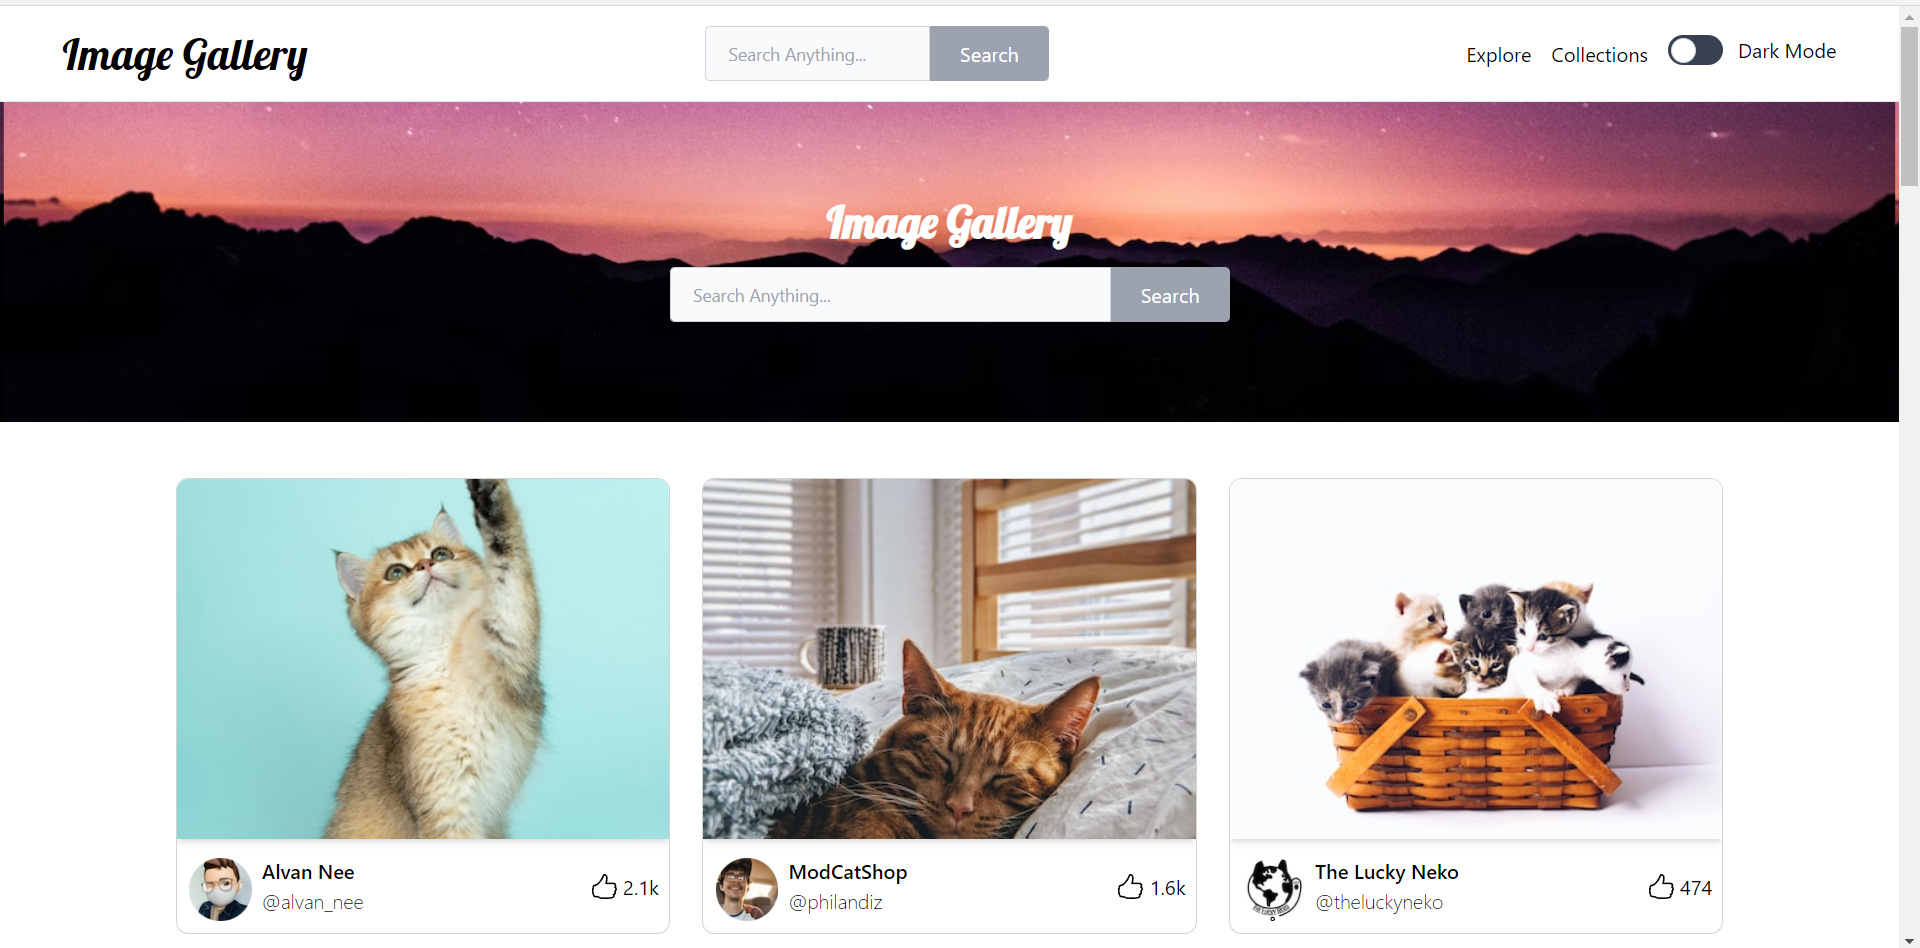 Image Gallery
Search Anything...
Search
Explore
Collections
Dark Mode
Image Gallery
Search Anything...
Search
Alvan Nee
@alvan_nee
2.1k
ModCatShop
@philandiz
1.6k
The Lucky Neko
@theluckyneko
474